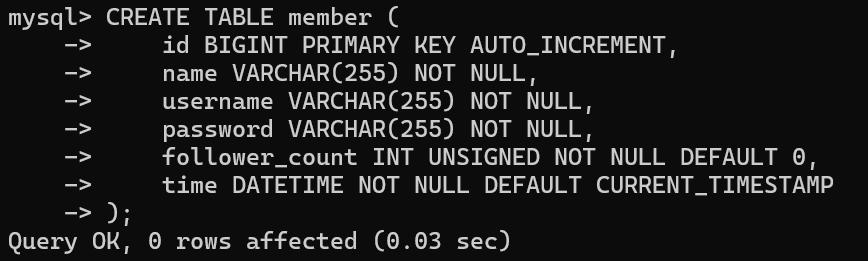 mysql> CREATE TABLE member (
    ->     id BIGINT PRIMARY KEY AUTO_INCREMENT,
    ->     name VARCHAR(255) NOT NULL,
    ->     username VARCHAR(255) NOT NULL,
    ->     password VARCHAR(255) NOT NULL,
    ->     follower_count INT UNSIGNED NOT NULL DEFAULT 0,
    ->     time DATETIME NOT NULL DEFAULT CURRENT_TIMESTAMP
    -> );
Query OK, 0 rows affected (0.03 sec)